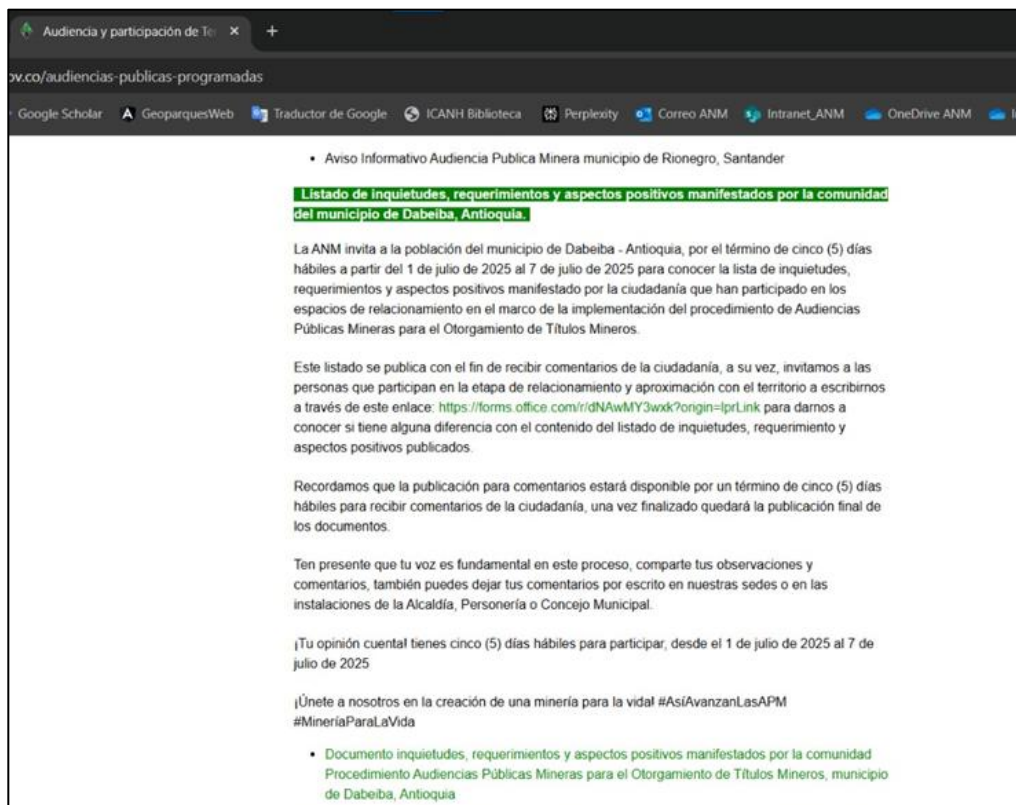 Audiencia y participación de Te
ov.co/audiencias-publicas-programadas
Google Scholar GeoparquesWeb Traductor de Google ICANH Biblioteca Perplexity Correo ANM Intranet_ANM OneDrive ANM
• Aviso Informativo Audiencia Publica Minera municipio de Rionegro, Santander
Listado de inquietudes, requerimientos y aspectos positivos manifestados por la comunidad
del municipio de Dabeiba, Antioquia.
La ANM invita a la población del municipio de Dabeiba - Antioquia, por el término de cinco (5) días
hábiles a partir del 1 de julio de 2025 al 7 de julio de 2025 para conocer la lista de inquietudes,
requerimientos y aspectos positivos manifestado por la ciudadanía que han participado en los
espacios de relacionamiento en el marco de la implementación del procedimiento de Audiencias
Públicas Mineras para el Otorgamiento de Títulos Mineros.
Este listado se publica con el fin de recibir comentarios de la ciudadanía, a su vez, invitamos a las
personas que participan en la etapa de relacionamiento y aproximación con el territorio a escribirnos
a través de este enlace: https://forms.office.com/r/dNAwMY3wxk?origin=lprLink para darnos a
conocer si tiene alguna diferencia con el contenido del listado de inquietudes, requerimiento y
aspectos positivos publicados.
Recordamos que la publicación para comentarios estará disponible por un término de cinco (5) días
hábiles para recibir comentarios de la ciudadanía, una vez finalizado quedará la publicación final de
los documentos.
Ten presente que tu voz es fundamental en este proceso, comparte tus observaciones y
comentarios, también puedes dejar tus comentarios por escrito en nuestras sedes o en las
instalaciones de la Alcaldía, Personería o Concejo Municipal.
¡Tu opinión cuenta! tienes cinco (5) días hábiles para participar, desde el 1 de julio de 2025 al 7 de
julio de 2025
¡Únete a nosotros en la creación de una minería para la vida! #AsíAvanzanLasAPM
#MineríaParaLaVida
• Documento inquietudes, requerimientos y aspectos positivos manifestados por la comunidad
Procedimiento Audiencias Públicas Mineras para el Otorgamiento de Títulos Mineros, municipio
de Dabeiba, Antioquia